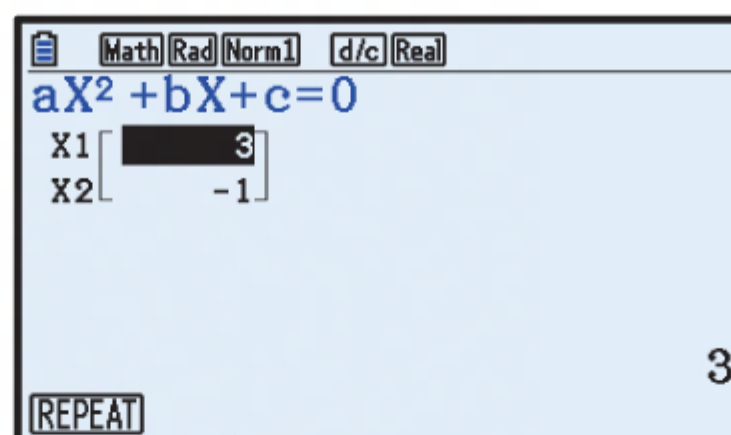 Math Rad Norm1 d/c Real
aX² +bX+c=0
X1 3
X2 -1
3
REPEAT